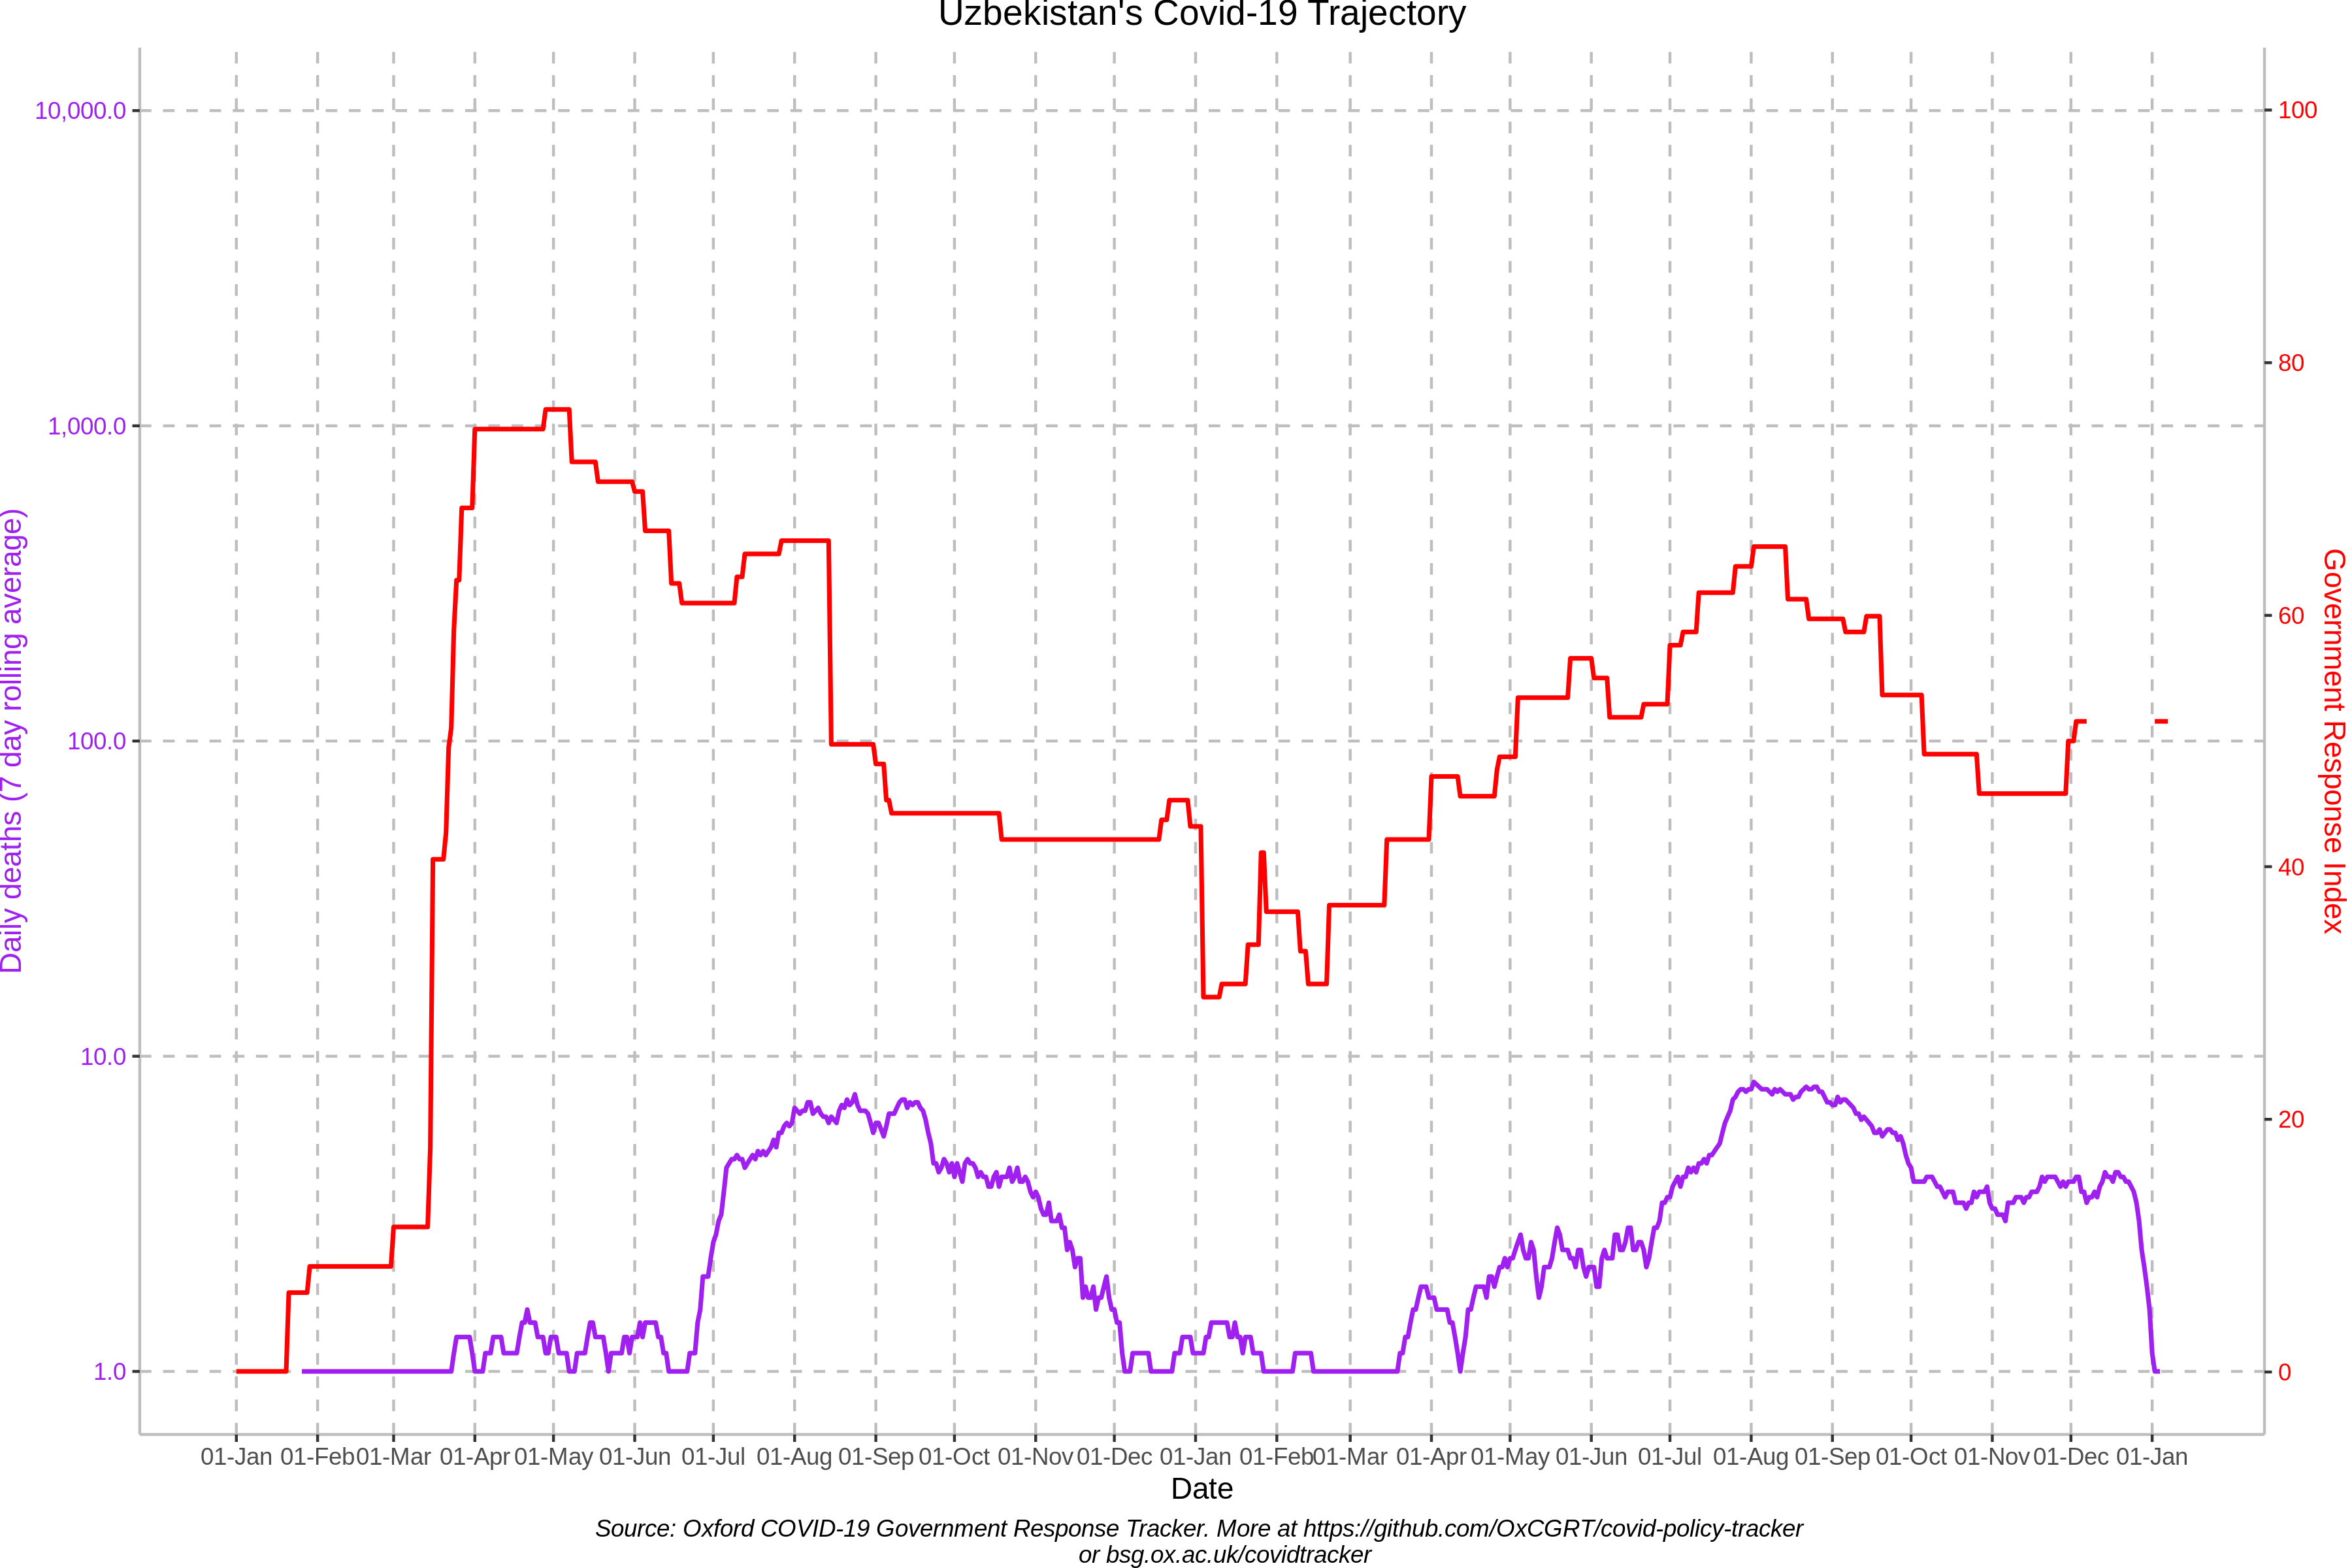 Uzbekistan's Covid-19 Trajectory
10,000.0
1,000.0
100.0
10.0
1.0
Daily deaths (7 day rolling average)
100
80
60
40
20
0
Government Response Index
01-Jan 01-Feb 01-Mar 01-Apr 01-May 01-Jun 01-Jul 01-Aug 01-Sep 01-Oct 01-Nov 01-Dec 01-Jan 01-Feb 01-Mar 01-Apr 01-May 01-Jun 01-Jul 01-Aug 01-Sep 01-Oct 01-Nov 01-Dec 01-Jan
Date
Source: Oxford COVID-19 Government Response Tracker. More at https://github.com/OxCGRT/covid-policy-tracker
or bsg.ox.ac.uk/covidtracker